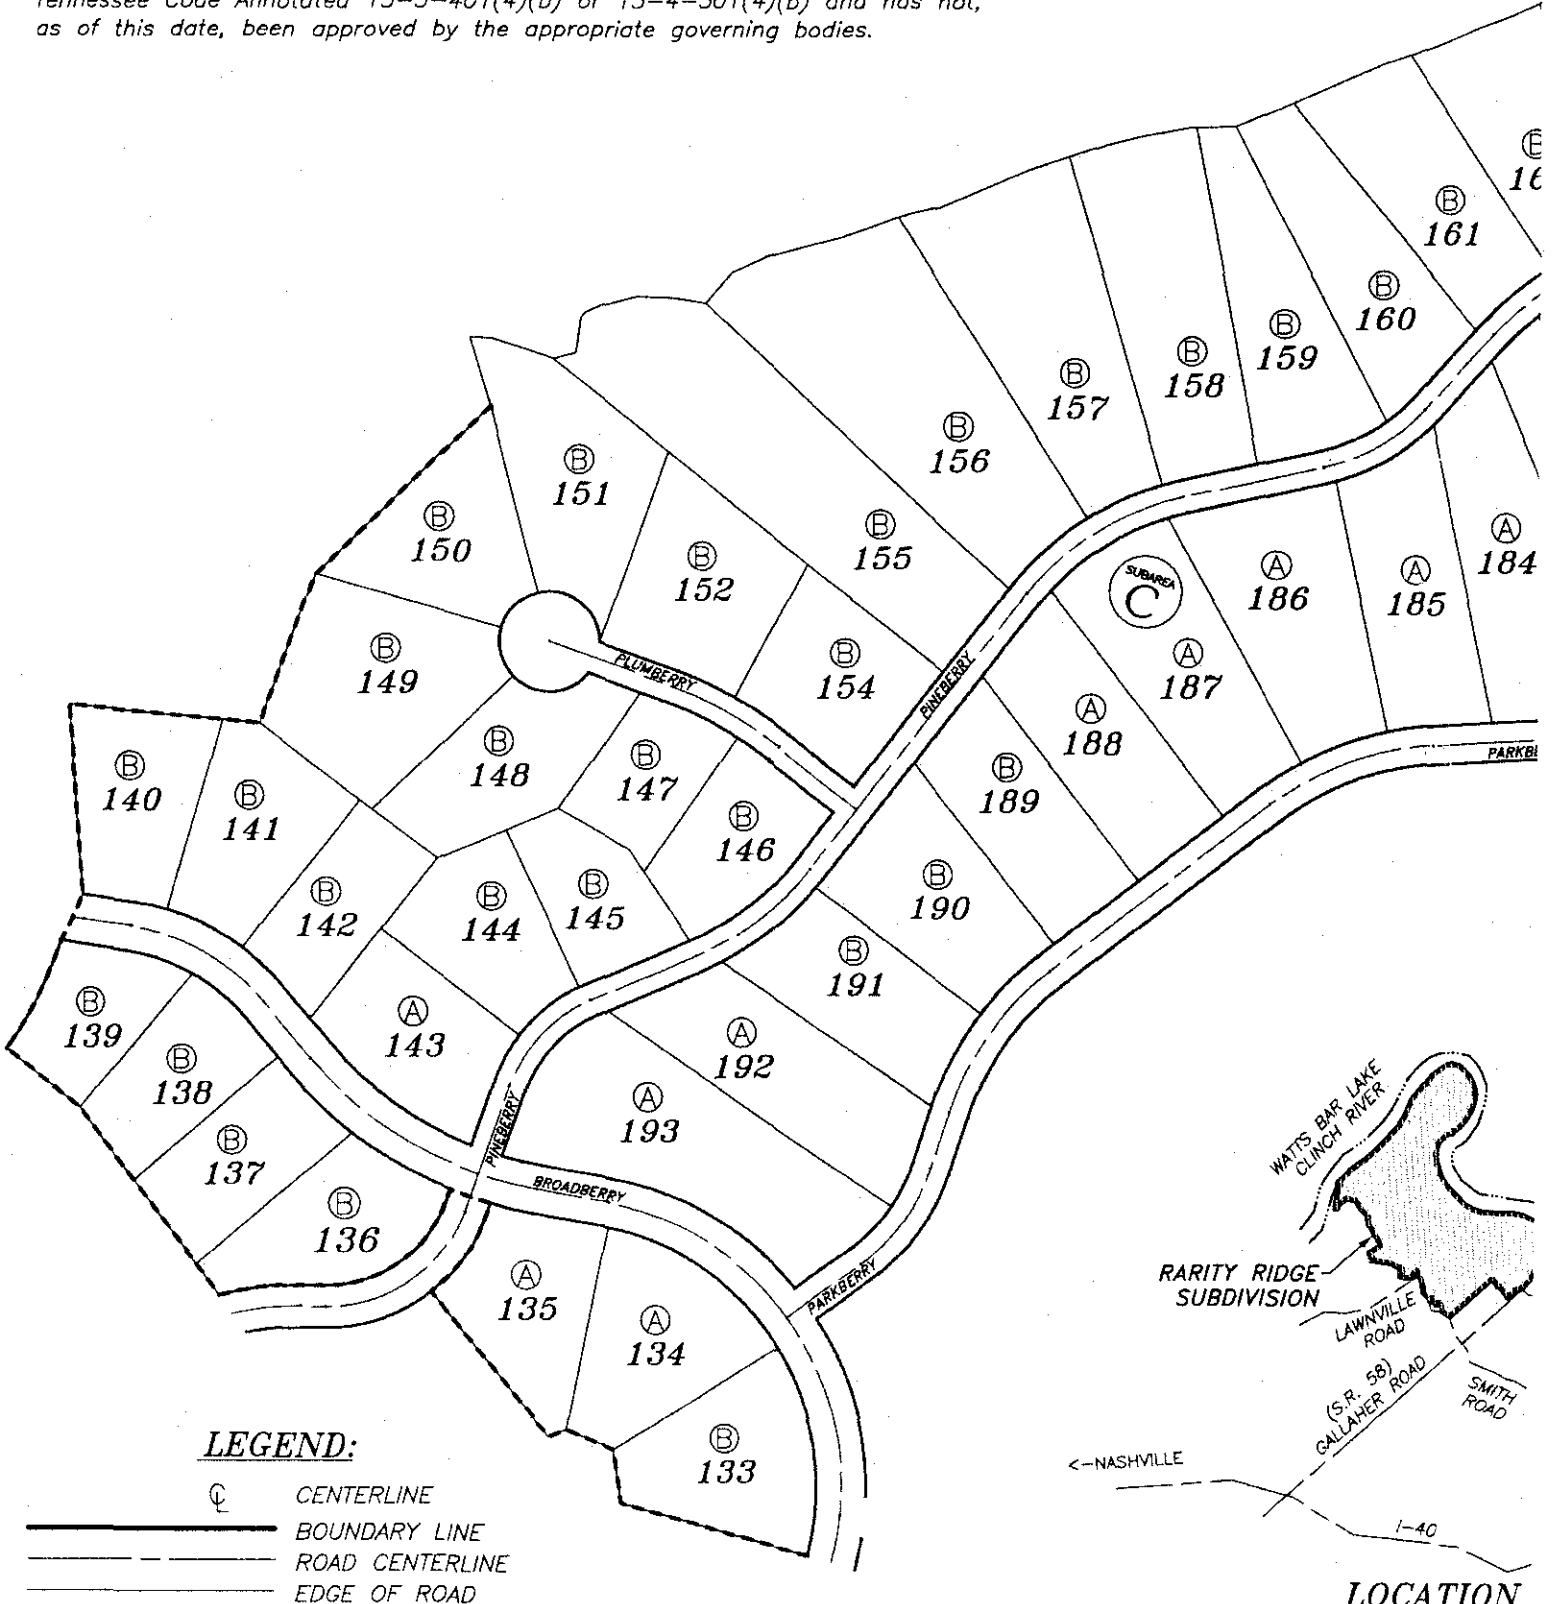 Tennessee Code Annotated 13-3-401(4)(b) or 13-4-301(4)(b) and has not,
as of this date, been approved by the appropriate governing bodies.
B
B
161
B
160
B
159
B
158
B
157
B
156
B
155
B
151
B
150
B
152
B
154
B
149
A
184
A
185
A
186
SUBAREA
C
A
187
A
188
B
189
B
190
B
191
A
192
A
193
PLUMBERRY
PINEBERRY
B
148
B
147
B
146
B
140
B
141
B
142
B
144
B
145
A
143
B
139
B
138
B
137
B
136
PINEBERRY
BROADBERRY
PARKBERRY
A
135
A
134
B
133
WATTS BAR LAKE
CLINCH RIVER
RARITY RIDGE
SUBDIVISION
LAWNVILLE
ROAD
(S.R. 58)
GALLAHER ROAD
SMITH
ROAD
<-NASHVILLE
I-40
LOCATION
LEGEND:
CL CENTERLINE
BOUNDARY LINE
ROAD CENTERLINE
EDGE OF ROAD